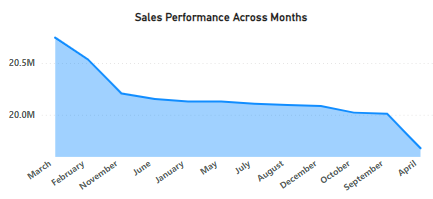 Sales Performance Across Months
20.5M
20.0M
March
February
November
June
January
May
July
August
December
October
September
April